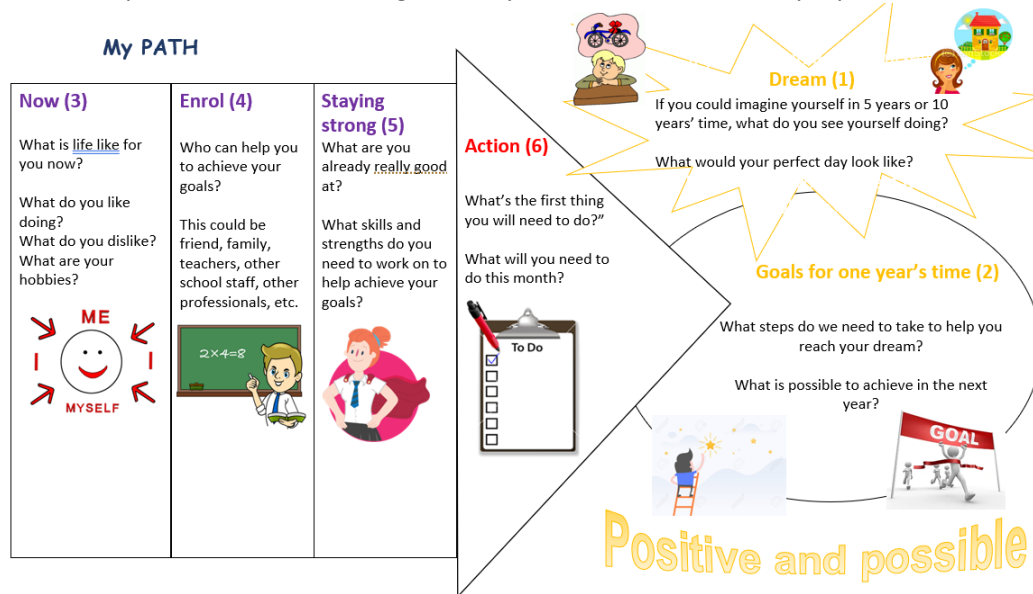 My PATH
Now (3)
What is life like for
you now?
What do you like
doing?
What do you dislike?
What are your
hobbies?
ME
I
I
MYSELF
Enrol (4)
Who can help you
to achieve your
goals?
This could be
friend, family,
teachers, other
school staff, other
professionals, etc.
2×4=8
Staying
strong (5)
What are you
already really good
at?
What skills and
strengths do you
need to work on to
help achieve your
goals?
Action (6)
What's the first thing
you will need to do?”
What will you need to
do this month?
To Do
Dream (1)
If you could imagine yourself in 5 years or 10
years' time, what do you see yourself doing?
What would your perfect day look like?
Goals for one year's time (2)
What steps do we need to take to help you
reach your dream?
What is possible to achieve in the next
year?
GOAL
Positive and possible